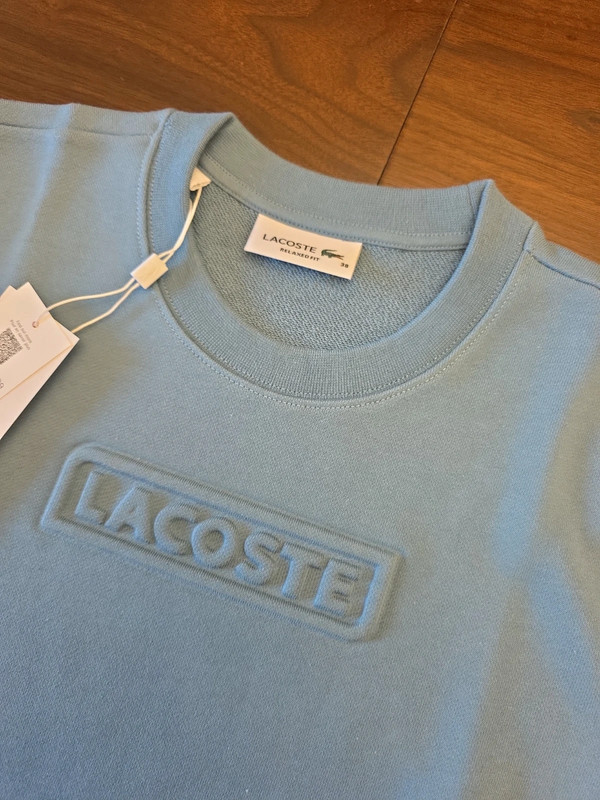 LACOSTE
RELAXED FIT
38
LACOSTE